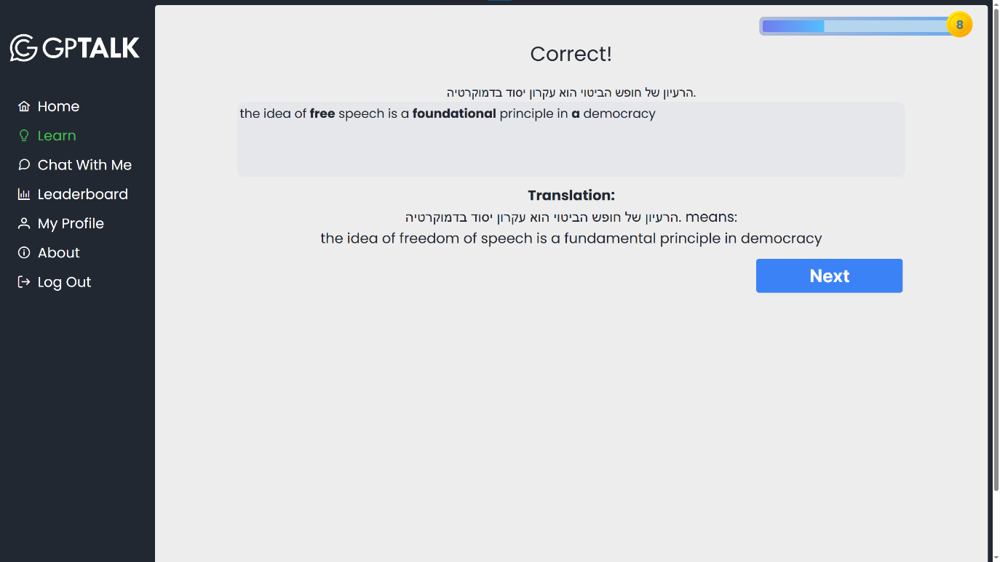 GPTALK
Home
Learn
Chat With Me
Leaderboard
My Profile
About
Log Out
8
Correct!
הרעיון של חופש הביטוי הוא עקרון יסוד בדמוקרטיה.
the idea of free speech is a foundational principle in a democracy
Translation:
הרעיון של חופש הביטוי הוא עקרון יסוד בדמוקרטיה. means:
the idea of freedom of speech is a fundamental principle in democracy
Next